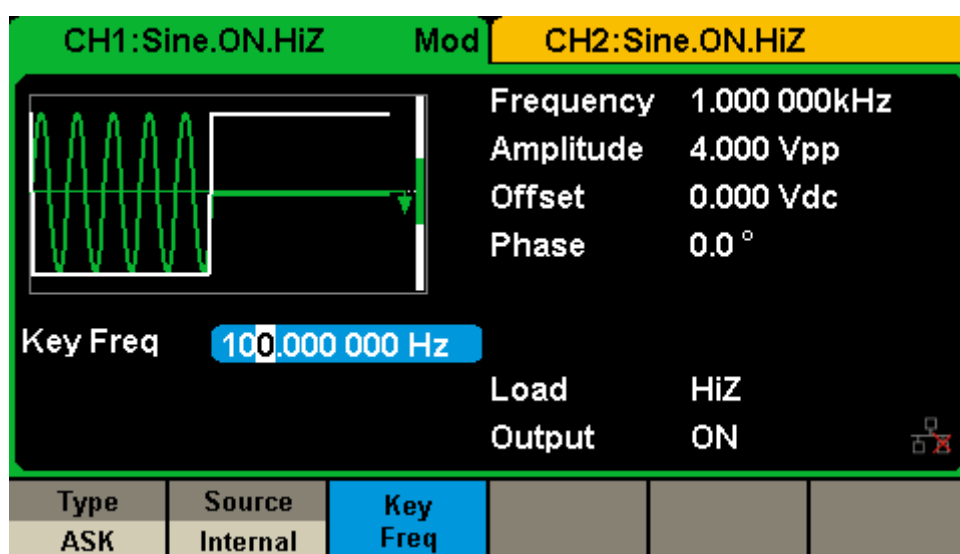 CH1:Sine.ON.HiZ Mod CH2:Sine.ON.HiZ
Frequency 1.000 000kHz
Amplitude 4.000 Vpp
Offset 0.000 Vdc
Phase 0.0 °
Key Freq 100.000 000 Hz
Load HiZ
Output ON
Type Source Key
ASK Internal Freq